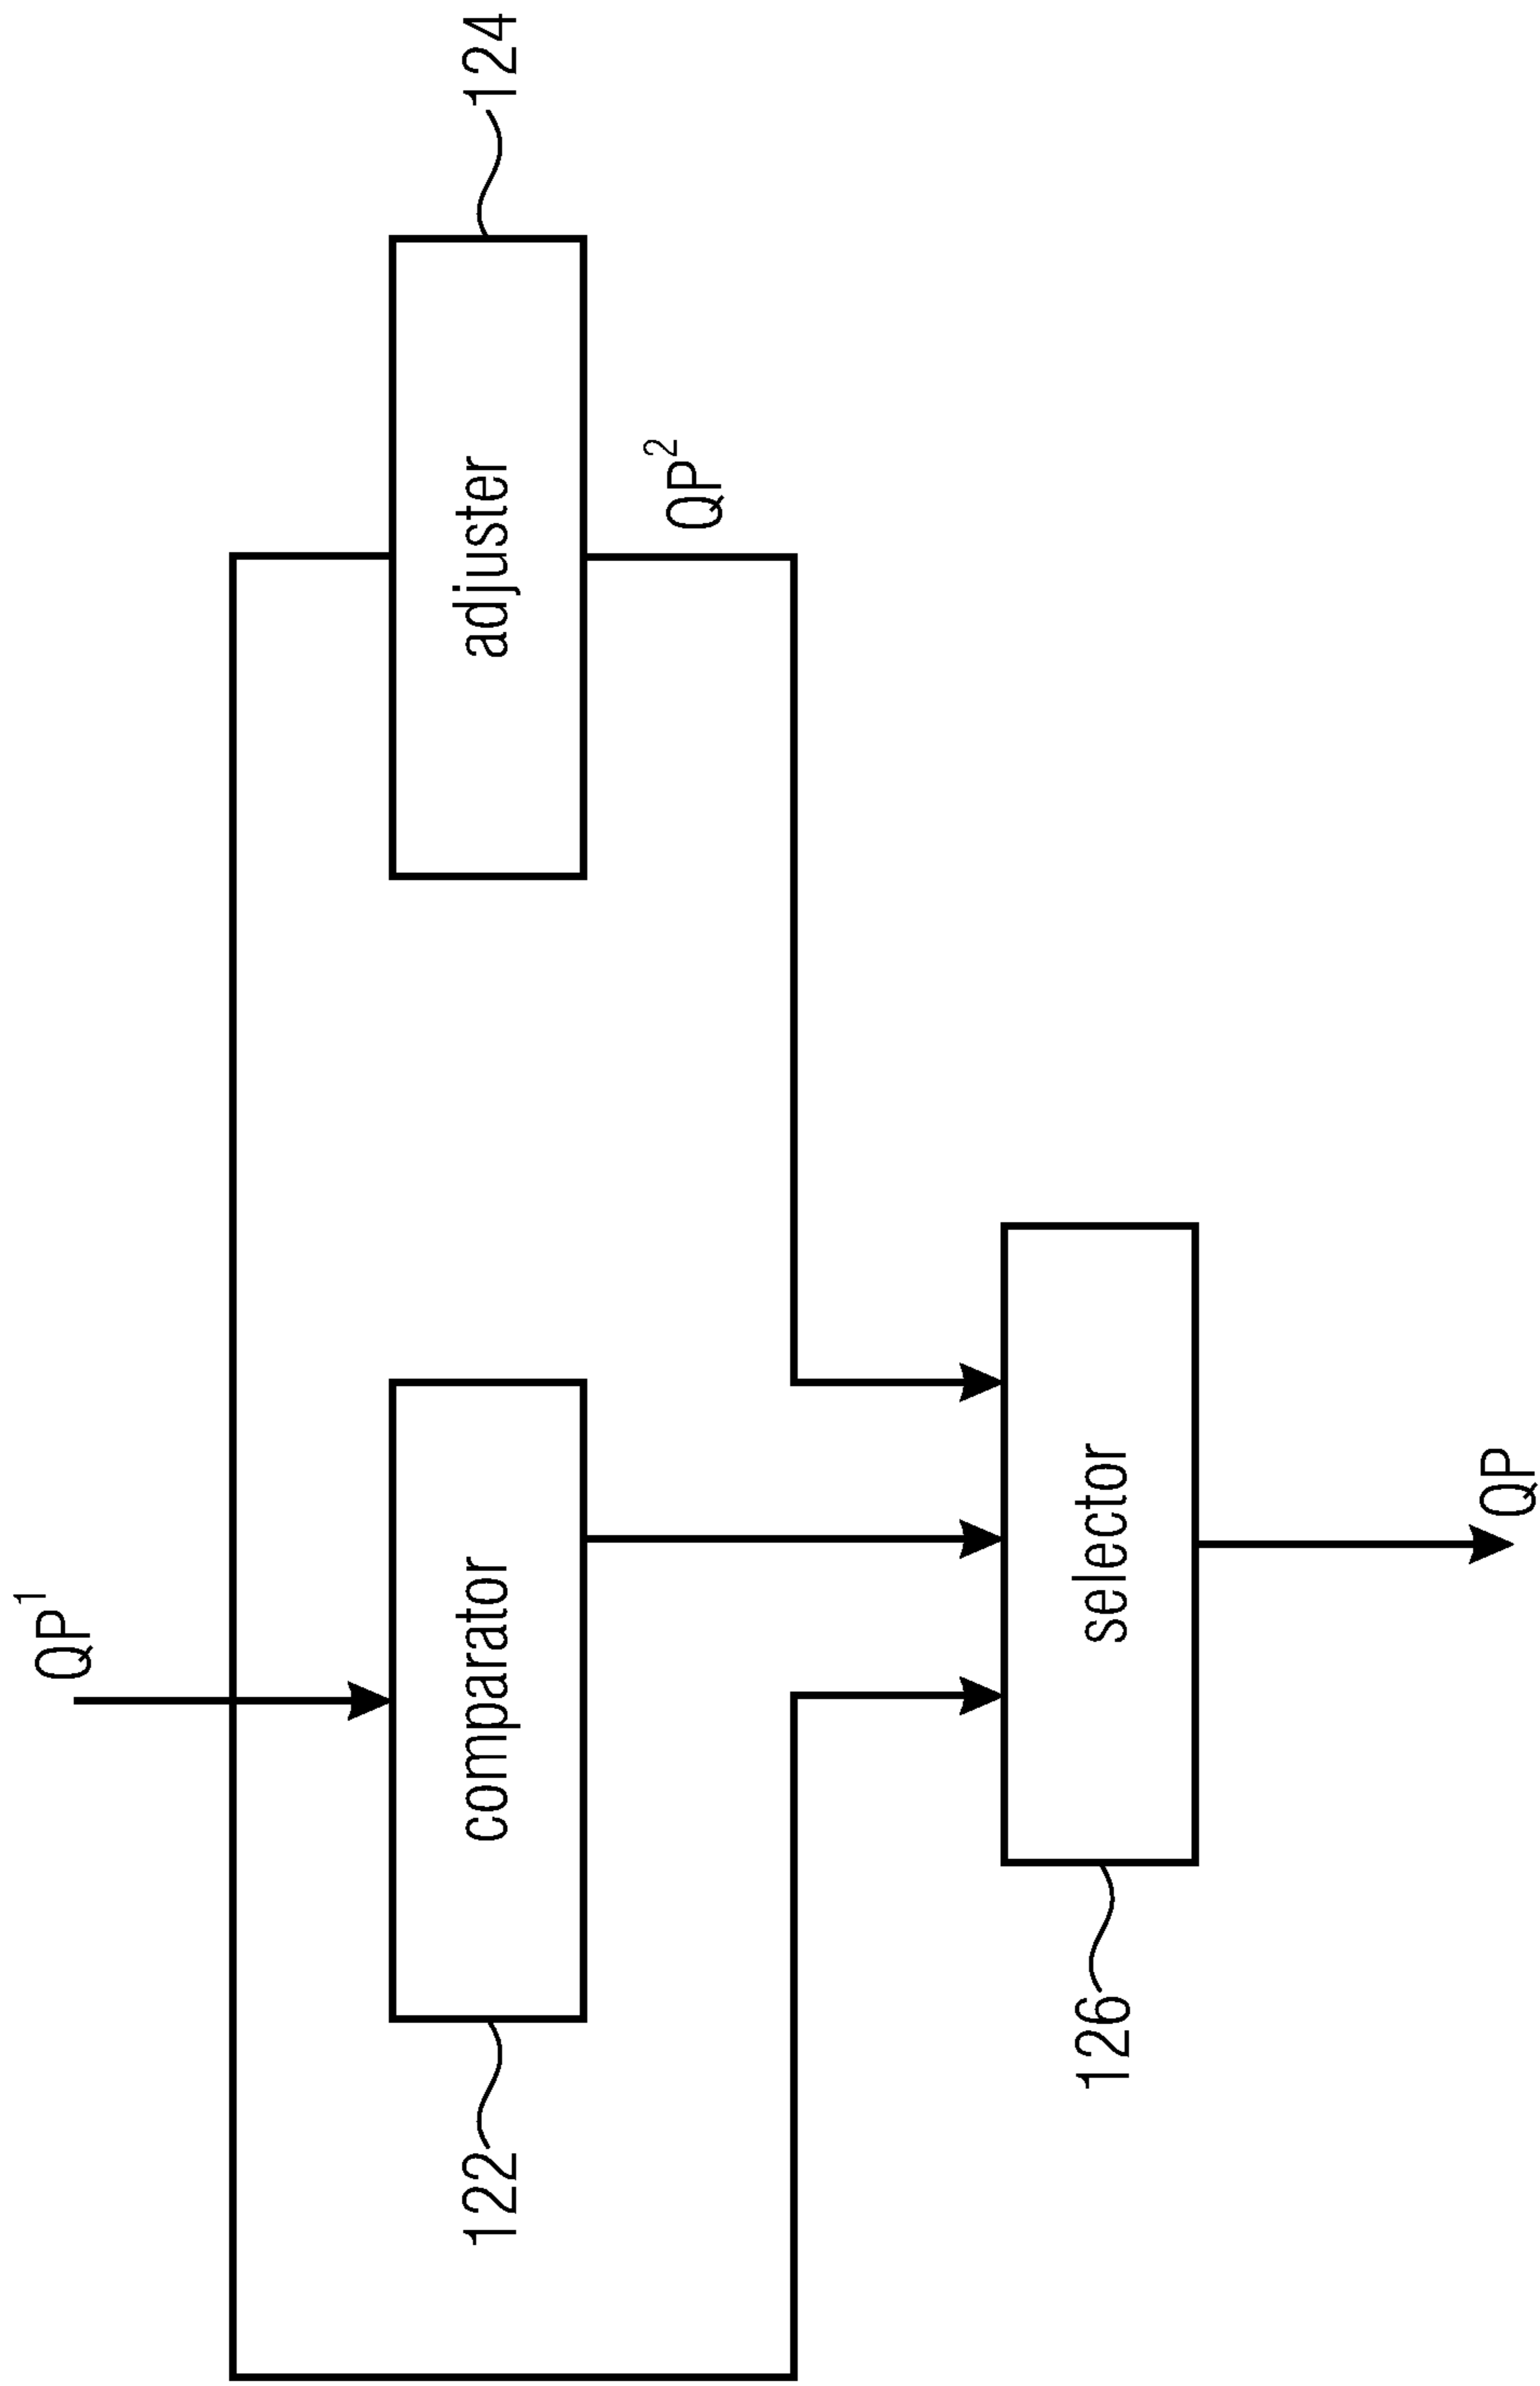 QP¹
122
comparator
adjuster
124
QP²
126
selector
QP